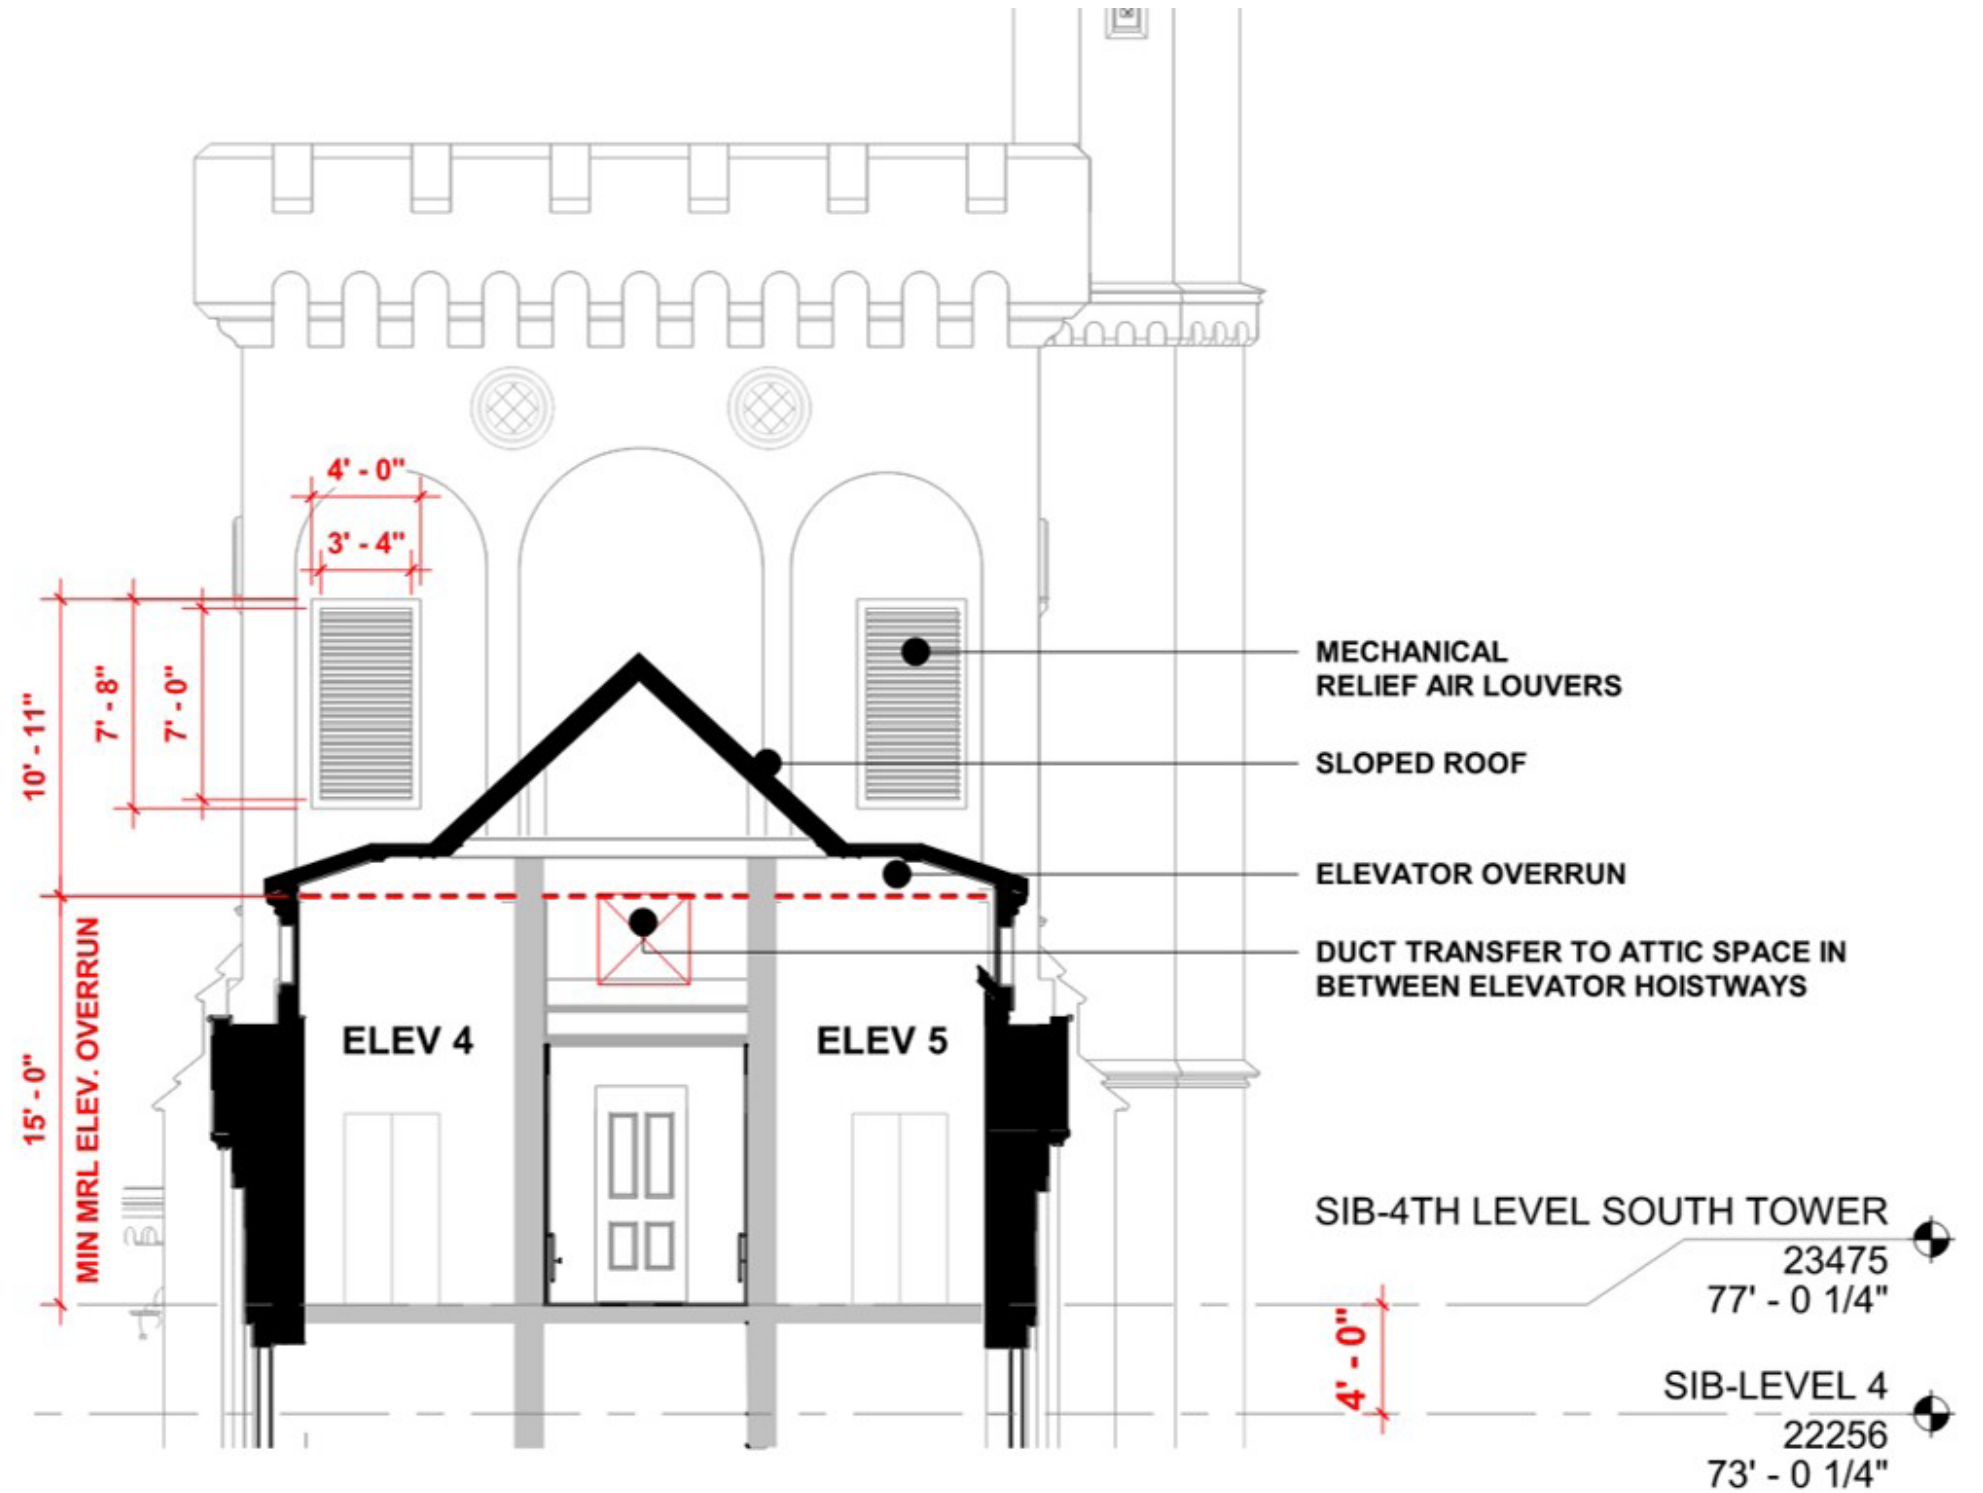 4' - 0"
3' - 4"
10' - 11"
7' - 8"
7' - 0"
MECHANICAL
RELIEF AIR LOUVERS
SLOPED ROOF
ELEVATOR OVERRUN
DUCT TRANSFER TO ATTIC SPACE IN
BETWEEN ELEVATOR HOISTWAYS
15' - 0"
MIN MRL ELEV. OVERRUN
ELEV 4
ELEV 5
SIB-4TH LEVEL SOUTH TOWER
23475
77' - 0 1/4"
4' - 0"
SIB-LEVEL 4
22256
73' - 0 1/4"